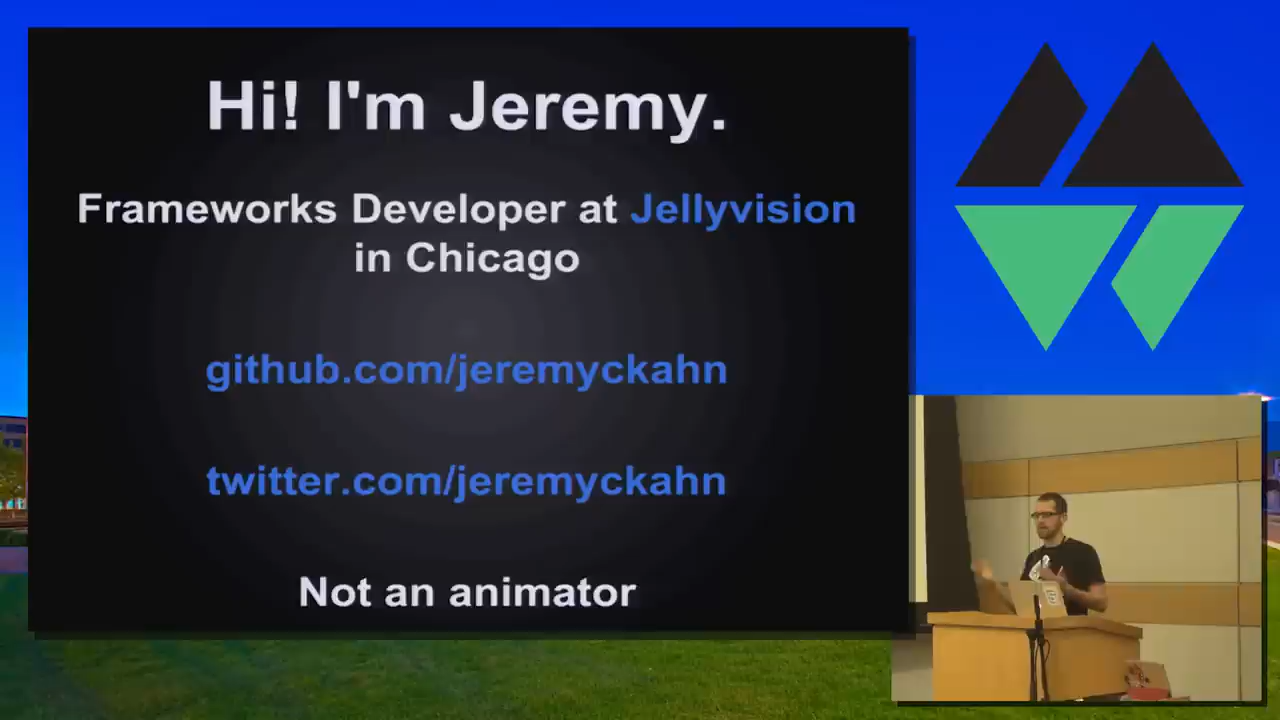 Hi! I'm Jeremy.
Frameworks Developer at Jellyvision
in Chicago
github.com/jeremyckahn
twitter.com/jeremyckahn
Not an animator